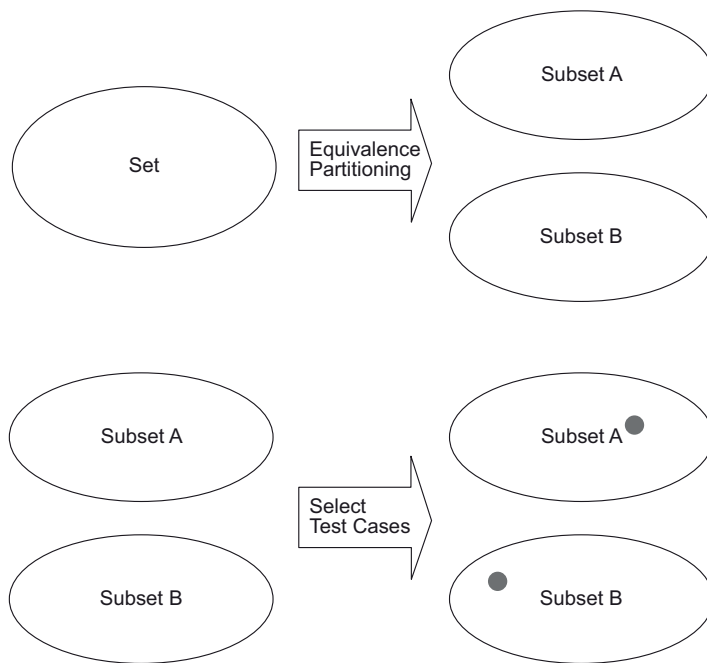 Subset A
Set
Equivalence
Partitioning
Subset B
Subset A
Subset A
Select
Test Cases
Subset B
Subset B